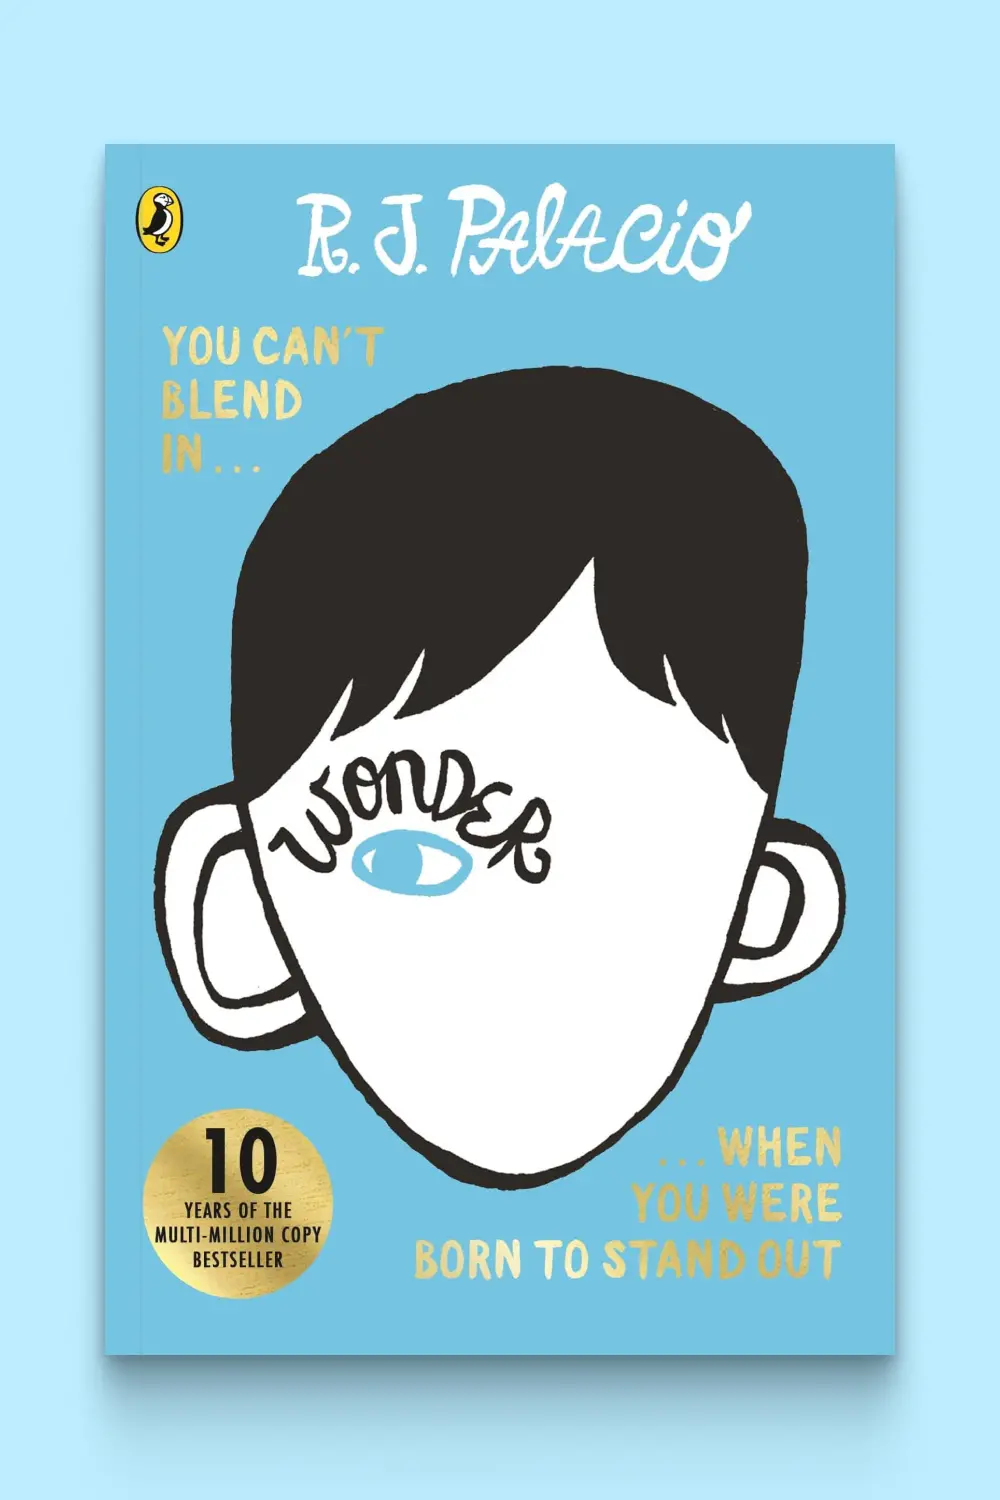 R. J. Palacio
YOU CAN'T
BLEND
IN...
WONDER
10
YEARS OF THE
MULTI-MILLION COPY
BESTSELLER
...WHEN
YOU WERE
BORN TO STAND OUT